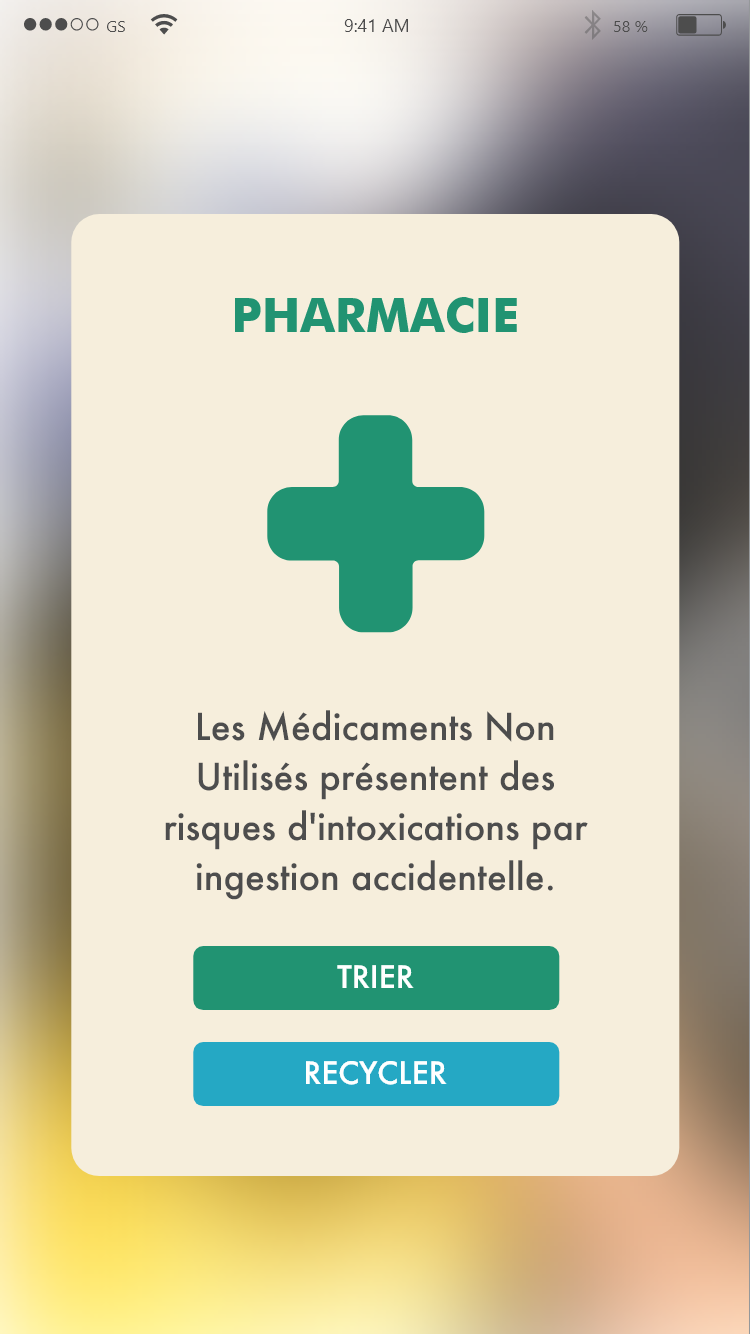 GS 9:41 AM 58 %
PHARMACIE
Les Médicaments Non
Utilisés présentent des
risques d'intoxications par
ingestion accidentelle.
TRIER
RECYCLER